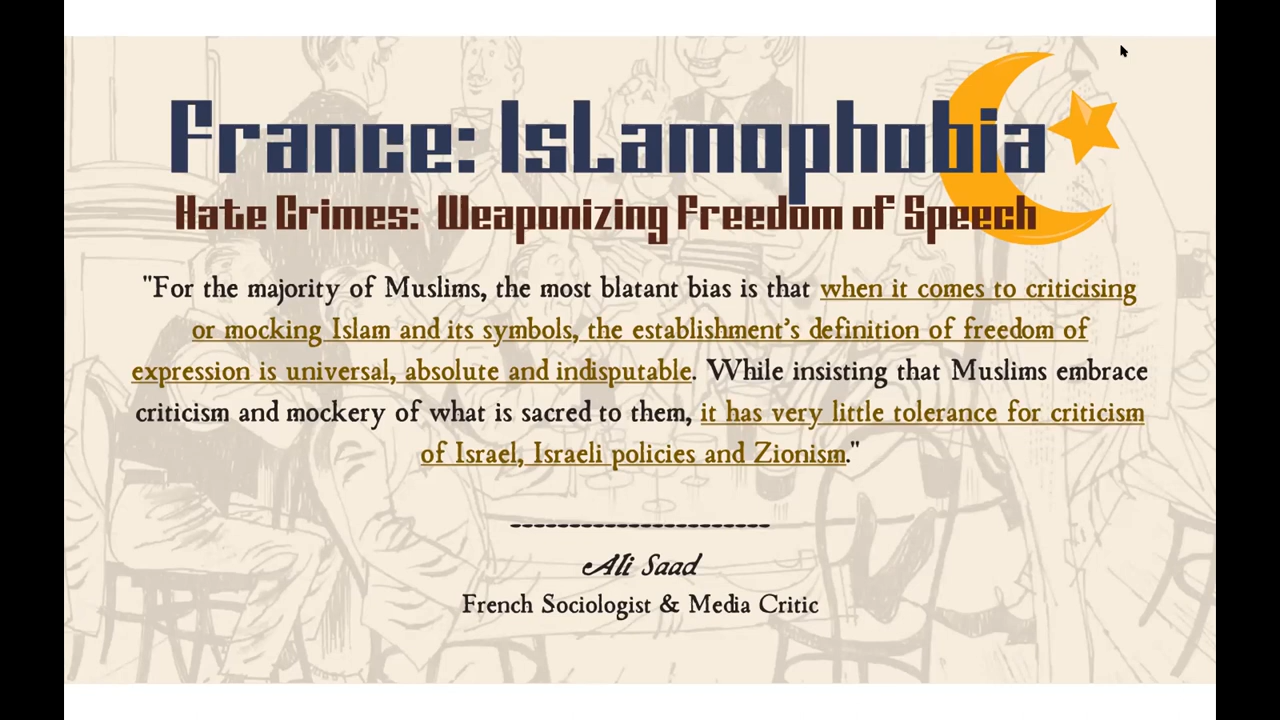 France: IsLamophobia
Hate Crimes: Weaponizing Freedom of Speech
"For the majority of Muslims, the most blatant bias is that when it comes to criticising
or mocking Islam and its symbols, the establishment's definition of freedom of
expression is universal, absolute and indisputable. While insisting that Muslims embrace
criticism and mockery of what is sacred to them, it has very little tolerance for criticism
of Israel, Israeli policies and Zionism."
----------------------
Ali Saad
French Sociologist & Media Critic